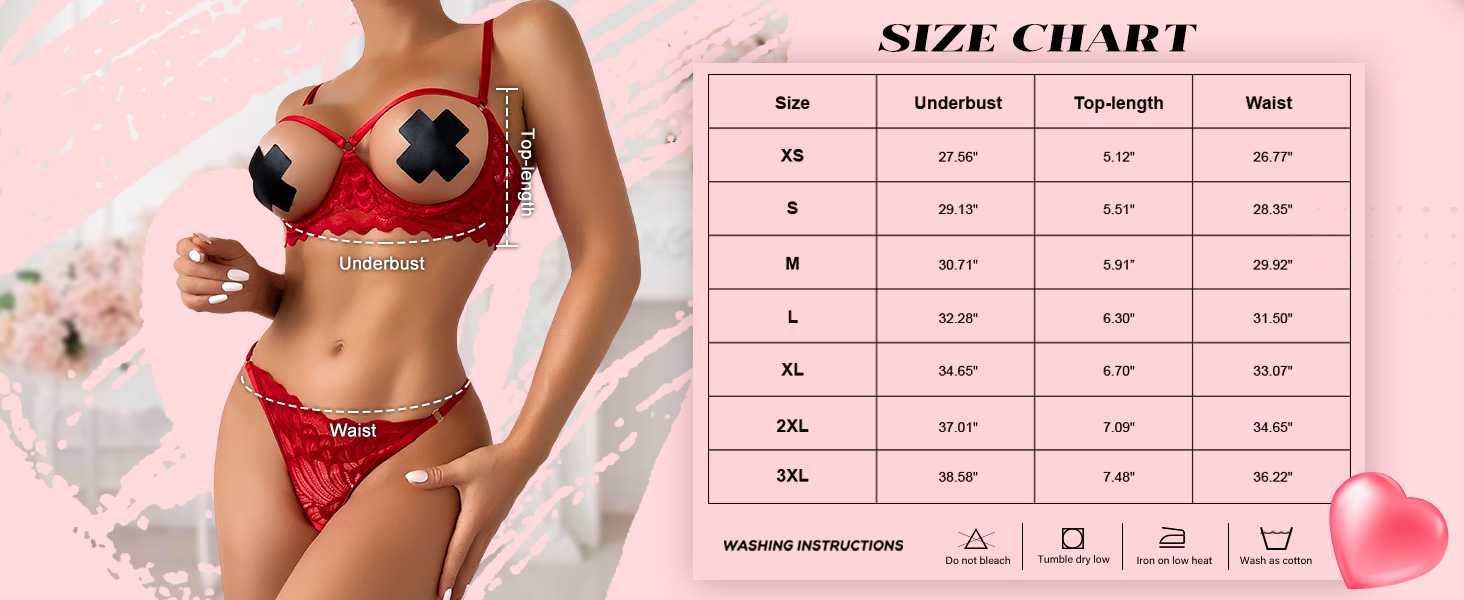 SIZE CHART
Size Underbust Top-length Waist
XS 27.56" 5.12" 26.77"
S 29.13" 5.51" 28.35"
M 30.71" 5.91" 29.92"
L 32.28" 6.30" 31.50"
XL 34.65" 6.70" 33.07"
2XL 37.01" 7.09" 34.65"
3XL 38.58" 7.48" 36.22"
WASHING INSTRUCTIONS
Do not bleach
Tumble dry low
Iron on low heat
Wash as cotton
Top-length
Underbust
Waist